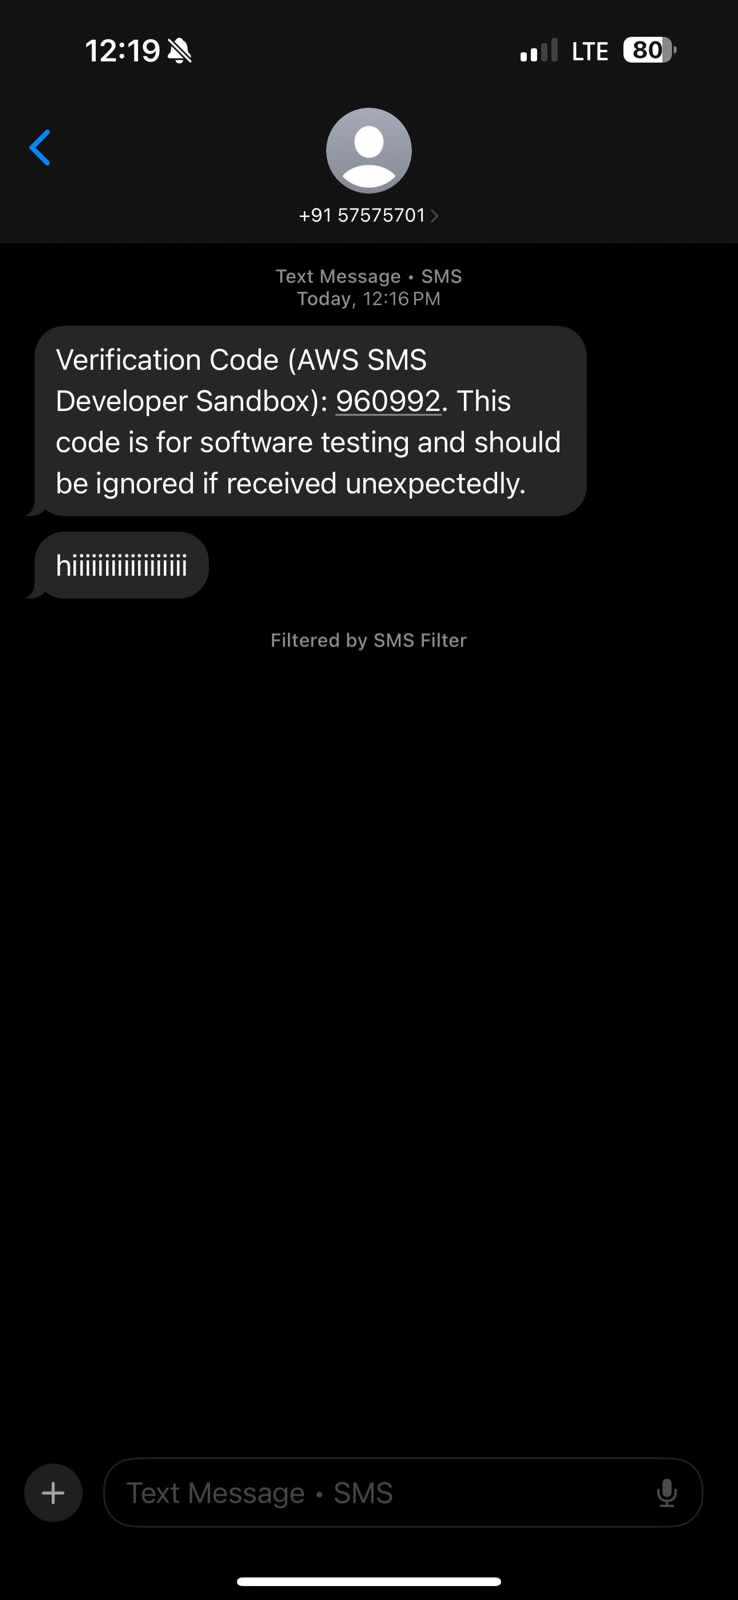 12:19
LTE
80
+91 57575701
Text Message • SMS
Today, 12:16 PM
Verification Code (AWS SMS
Developer Sandbox): 960992. This
code is for software testing and should
be ignored if received unexpectedly.
hiiiiiiiiiiiiiiiiii
Filtered by SMS Filter
Text Message • SMS